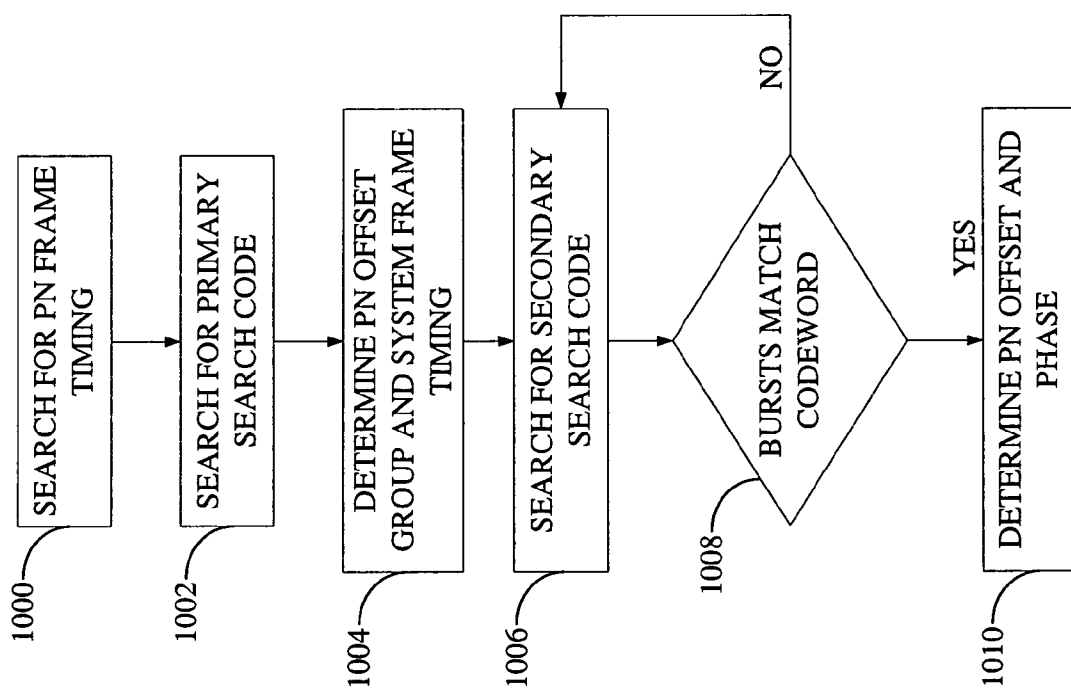 1000
SEARCH FOR PN FRAME
TIMING
1002
SEARCH FOR PRIMARY
SEARCH CODE
1004
DETERMINE PN OFFSET
GROUP AND SYSTEM FRAME
TIMING
1006
SEARCH FOR SECONDARY
SEARCH CODE
1008
BURSTS MATCH
CODEWORD
NO
YES
1010
DETERMINE PN OFFSET AND
PHASE